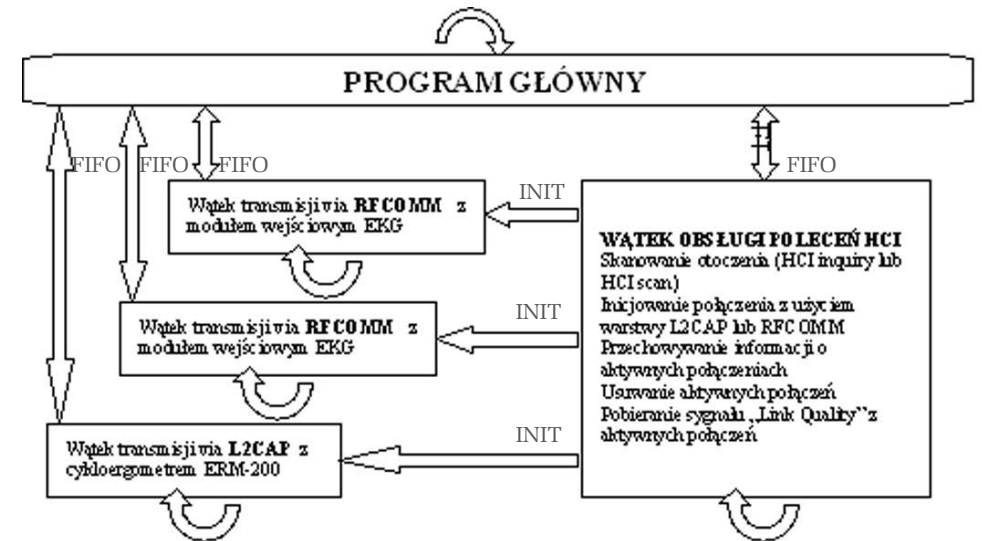 PROGRAM GŁÓWNY
FIFO FIFO FIFO FIFO
Wątek transmisji via RFCOMM z
modułem wejściowym EKG
INIT
Wątek transmisji via RFCOMM z
modułem wejściowym EKG
INIT
Wątek transmisji via L2CAP z
cykloergometrem ERM-200
INIT
WĄTEK OBSŁUGI POLECEŃ HCI
Skanowanie otoczenia (HCI inquiry lub
HCI scan)
Inicjowanie połączenia z użyciem
warstwy L2CAP lub RFCOMM
Przechowywanie informacji o
aktywnych połączeniach
Usuwanie aktywnych połączeń
Pobieranie sygnału „Link Quality” z
aktywnych połączeń